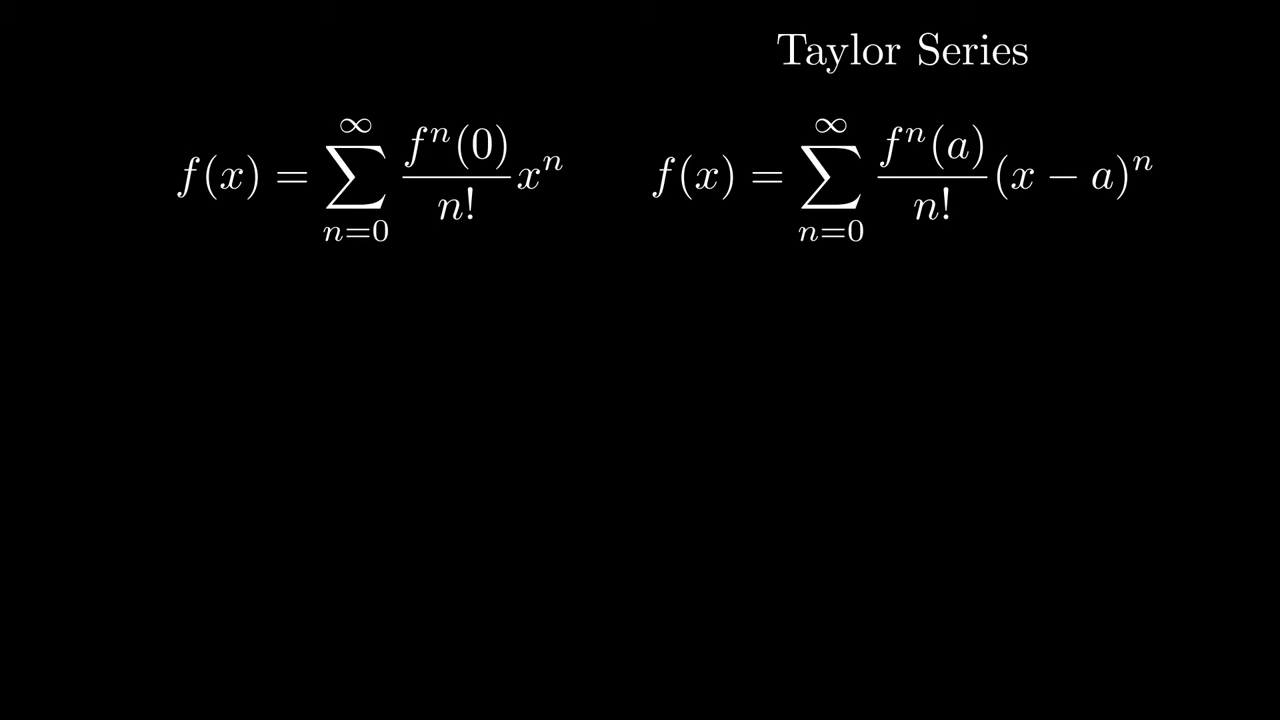 Taylor Series
f(x) = \sum_{n=0}^{\infty} \frac{f^n(0)}{n!} x^n
f(x) = \sum_{n=0}^{\infty} \frac{f^n(a)}{n!} (x - a)^n